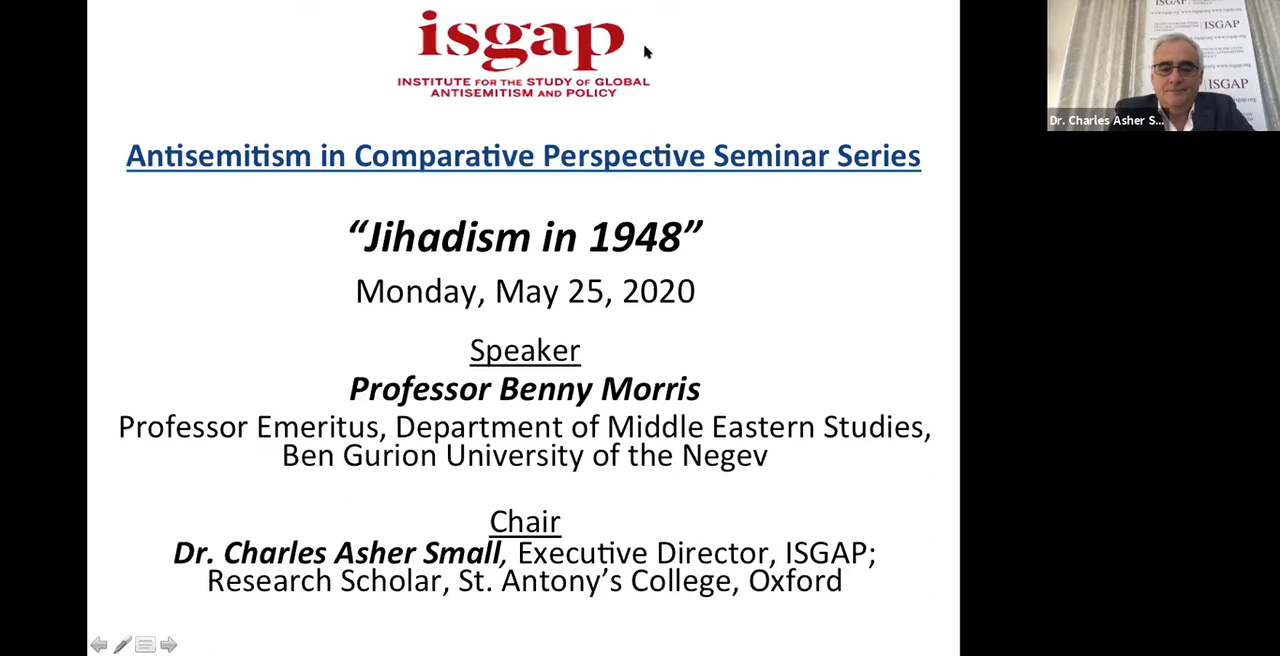 isgap
INSTITUTE FOR THE STUDY OF GLOBAL
ANTISEMITISM AND POLICY
Antisemitism in Comparative Perspective Seminar Series
“Jihadism in 1948”
Monday, May 25, 2020
Speaker
Professor Benny Morris
Professor Emeritus, Department of Middle Eastern Studies,
Ben Gurion University of the Negev
Chair
Dr. Charles Asher Small, Executive Director, ISGAP;
Research Scholar, St. Antony’s College, Oxford
ISGAP
ISGAP
ISGAP
Dr. Charles Asher S...